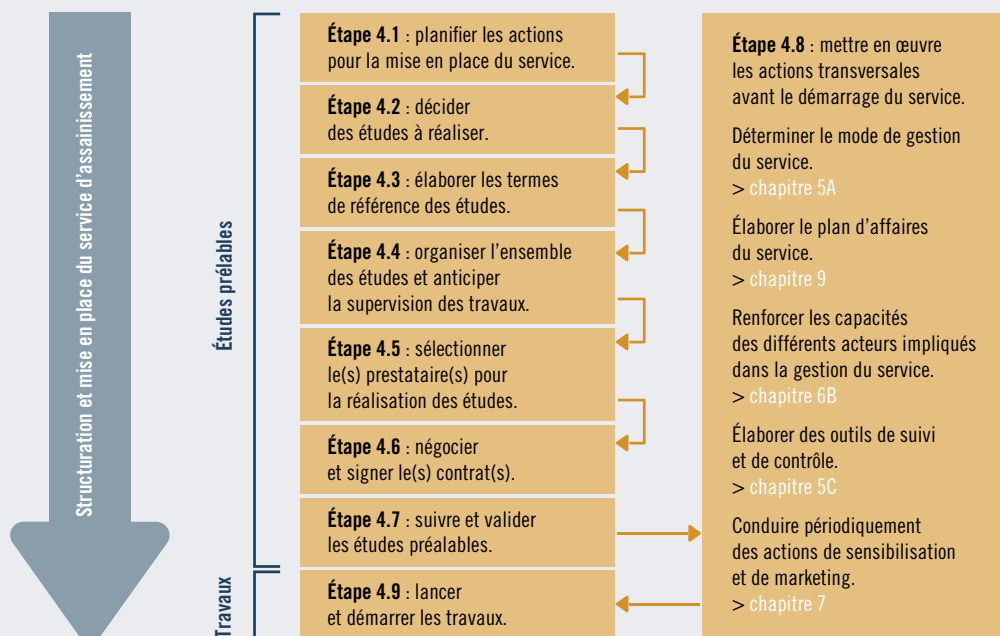 Structuration et mise en place du service d'assainissement
Études prélables
Étape 4.1 : planifier les actions
pour la mise en place du service.
Étape 4.2 : décider
des études à réaliser.
Étape 4.3 : élaborer les termes
de référence des études.
Étape 4.4 : organiser l'ensemble
des études et anticiper
la supervision des travaux.
Étape 4.5 : sélectionner
le(s) prestataire(s) pour
la réalisation des études.
Étape 4.6 : négocier
et signer le(s) contrat(s).
Étape 4.7 : suivre et valider
les études préalables.
Travaux
Étape 4.9 : lancer
et démarrer les travaux.
Étape 4.8 : mettre en œuvre
les actions transversales
avant le démarrage du service.
Déterminer le mode de gestion
du service.
> chapitre 5A
Élaborer le plan d'affaires
du service.
> chapitre 9
Renforcer les capacités
des différents acteurs impliqués
dans la gestion du service.
> chapitre 6B
Élaborer des outils de suivi
et de contrôle.
> chapitre 5C
Conduire périodiquement
des actions de sensibilisation
et de marketing.
> chapitre 7